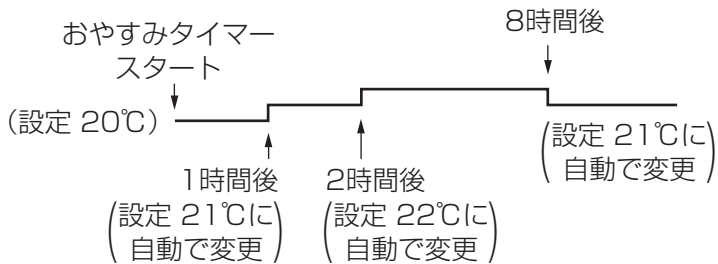 おやすみタイマー
スタート
8時間後
（設定 20℃）
（設定 21℃に
自動で変更）
1時間後
（設定 21℃に
自動で変更）
2時間後
（設定 22℃に
自動で変更）